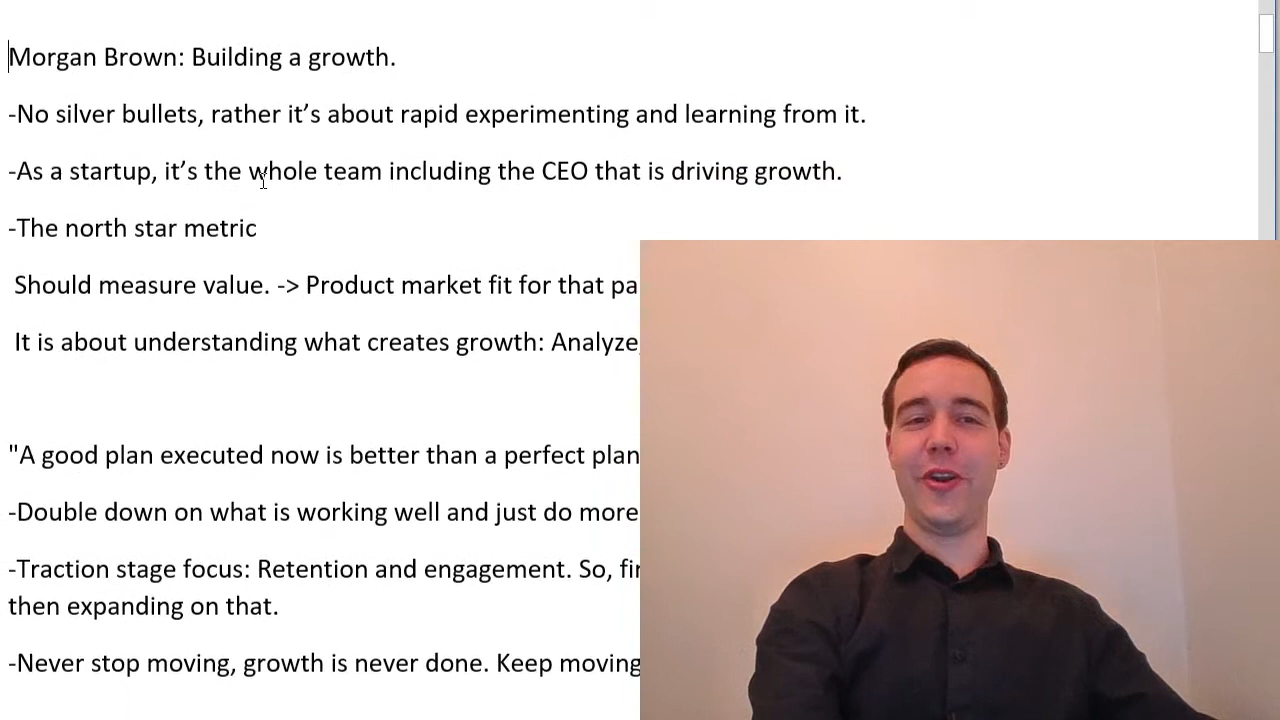 Morgan Brown: Building a growth.
-No silver bullets, rather it’s about rapid experimenting and learning from it.
-As a startup, it’s the whole team including the CEO that is driving growth.
-The north star metric
Should measure value. -> Product market fit for that
It is about understanding what creates growth: Analyze,
"A good plan executed now is better than a perfect plan
-Double down on what is working well and just do more
-Traction stage focus: Retention and engagement. So,
then expanding on that.
-Never stop moving, growth is never done. Keep moving